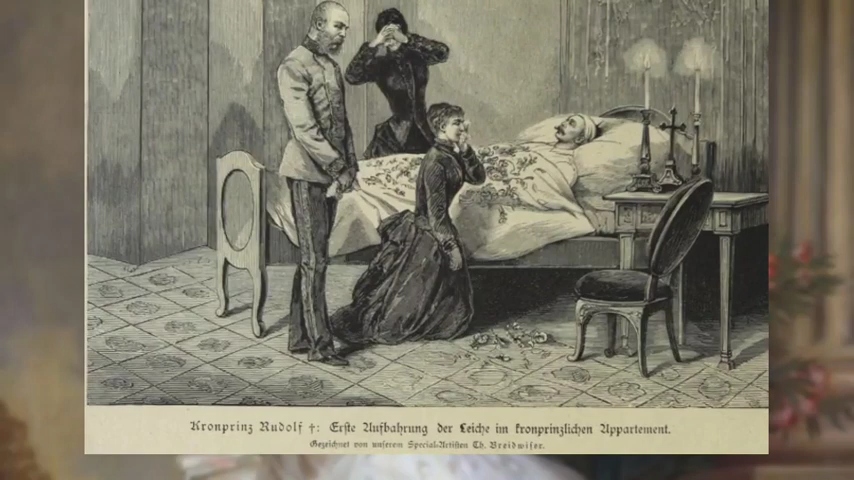 Kronprinz Rudolf †: Erste Aufbahrung der Leiche im kronprinzlichen Appartement.
Gezeichnet von unserem Special-Artisten Th. Breidwiser.